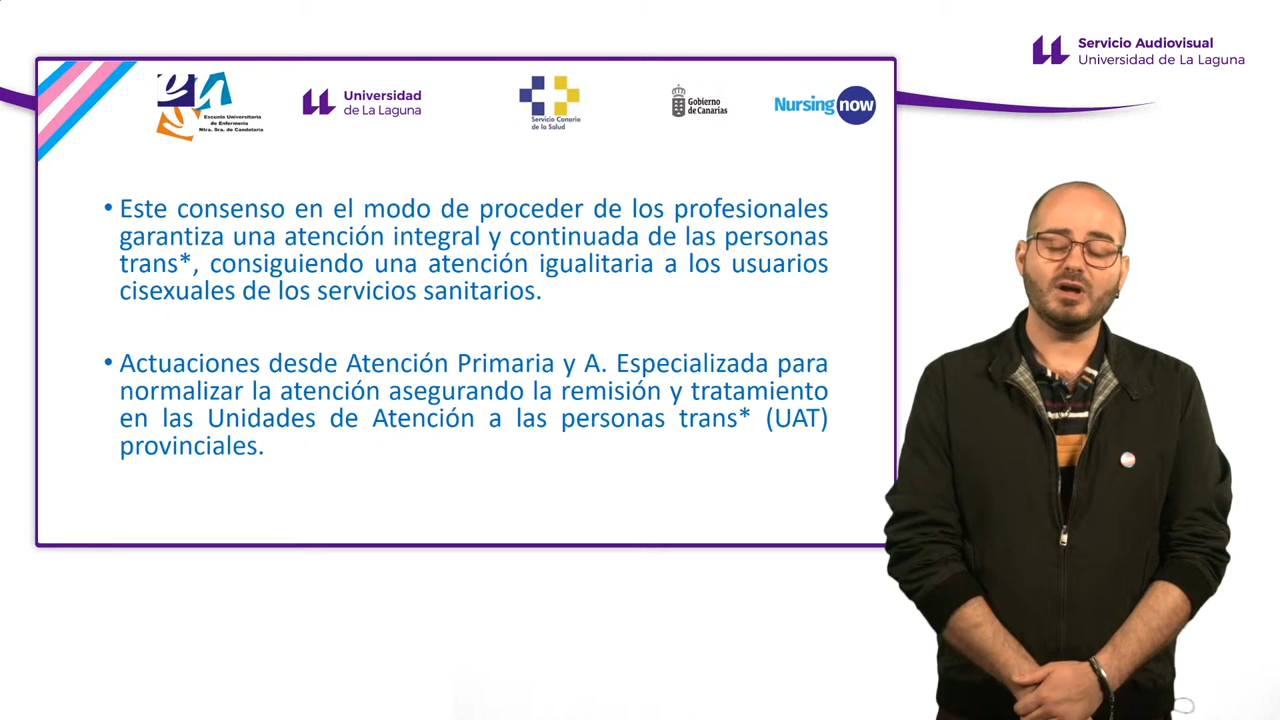 Servicio Audiovisual
Universidad de La Laguna
Escuela Universitaria
de Enfermería
Ntra. Sra. de Candelaria
Universidad
de La Laguna
Servicio Canario
de la Salud
Gobierno
de Canarias
Nursing now
• Este consenso en el modo de proceder de los profesionales
garantiza una atención integral y continuada de las personas
trans*, consiguiendo una atención igualitaria a los usuarios
cisexuales de los servicios sanitarios.
• Actuaciones desde Atención Primaria y A. Especializada para
normalizar la atención asegurando la remisión y tratamiento
en las Unidades de Atención a las personas trans* (UAT)
provinciales.